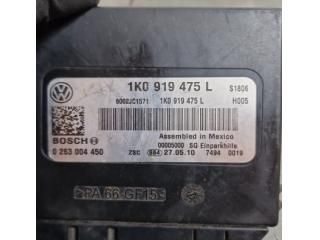 1K0 919 475 L S1806
6002JC1571 1K0 919 475 L H005
Assembled in Mexico
BOSCH 00005000 SG Einparkhilfe
0 263 004 450 ZSC 27.05.10 7494 0019
>PA 66-GF15<